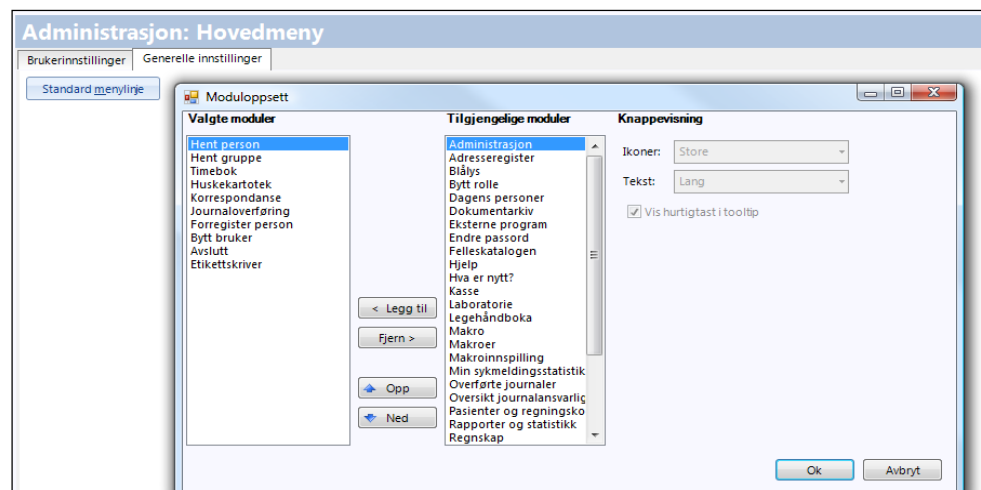 Administrasjon: Hovedmeny
Brukerinnstillinger
Generelle innstillinger
Standard menylinje
Moduloppsett
Valgte moduler
Hent person
Hent gruppe
Timebok
Huskekartotek
Korrespondanse
Journaloverføring
Forregister person
Bytt bruker
Avslutt
Etikettskriver
< Legg til
Fjern >
Opp
Ned
Tilgjengelige moduler
Administrasjon
Adresseregister
Blålys
Bytt rolle
Dagens personer
Dokumentarkiv
Eksterne program
Endre passord
Felleskatalogen
Hjelp
Hva er nytt?
Kasse
Laboratorie
Legehåndboka
Makro
Makroer
Makroinnspilling
Min sykmeldingsstatistik
Overførte journaler
Oversikt journalansvarlig
Pasienter og regningsko
Rapporter og statistikk
Regnskap
Knappevisning
Ikoner: Store
Tekst: Lang
Vis hurtigtast i tooltip
Ok
Avbryt